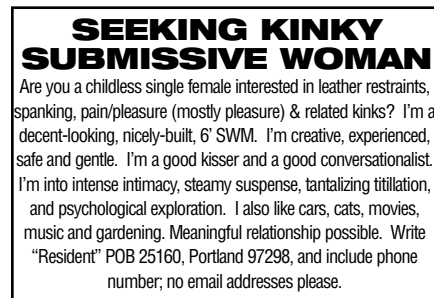 SEEKING KINKY
SUBMISSIVE WOMAN
Are you a childless single female interested in leather restraints,
spanking, pain/pleasure (mostly pleasure) & related kinks? I'm a
decent-looking, nicely-built, 6' SWM. I'm creative, experienced,
safe and gentle. I'm a good kisser and a good conversationalist.
I'm into intense intimacy, steamy suspense, tantalizing titillation,
and psychological exploration. I also like cars, cats, movies,
music and gardening. Meaningful relationship possible. Write
"Resident" POB 25160, Portland 97298, and include phone
number; no email addresses please.